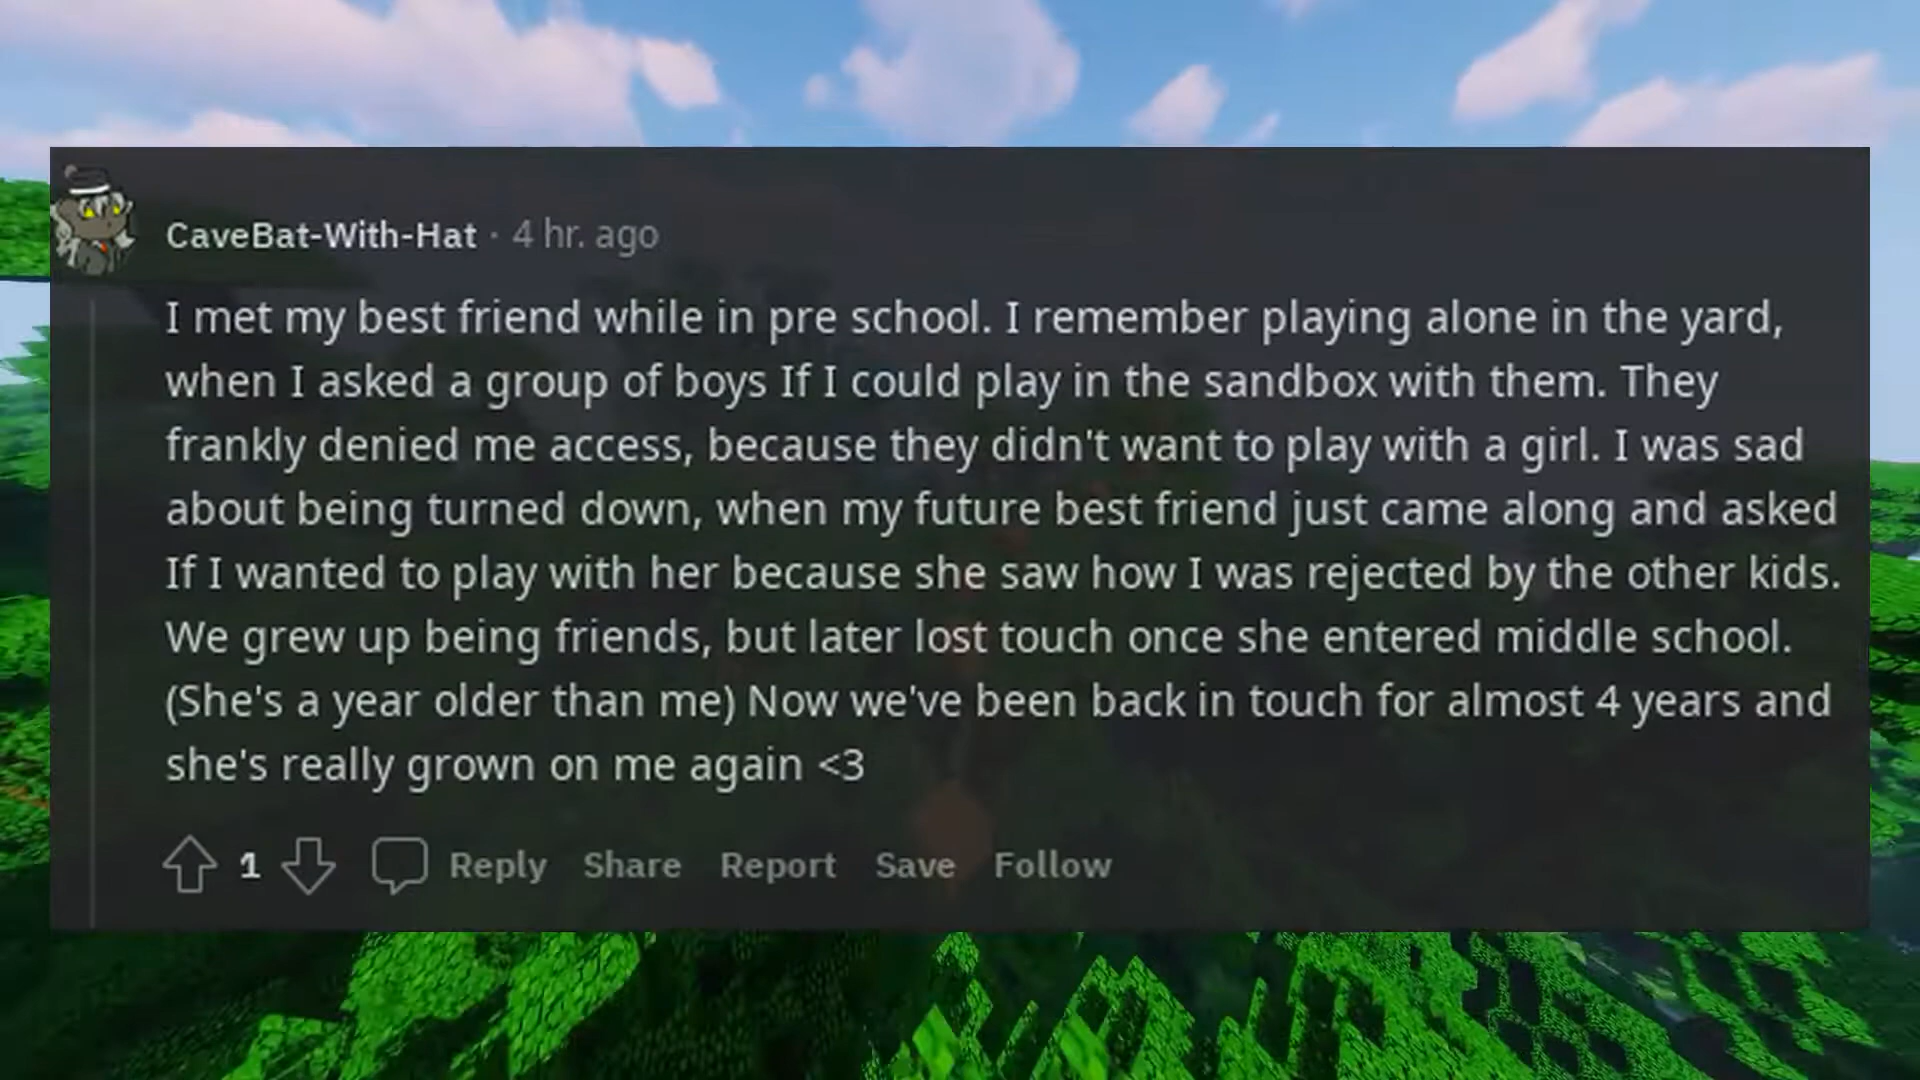 CaveBat-With-Hat · 4 hr. ago
I met my best friend while in pre school. I remember playing alone in the yard,
when I asked a group of boys If I could play in the sandbox with them. They
frankly denied me access, because they didn't want to play with a girl. I was sad
about being turned down, when my future best friend just came along and asked
If I wanted to play with her because she saw how I was rejected by the other kids.
We grew up being friends, but later lost touch once she entered middle school.
(She's a year older than me) Now we've been back in touch for almost 4 years and
she's really grown on me again <3
1 Reply Share Report Save Follow